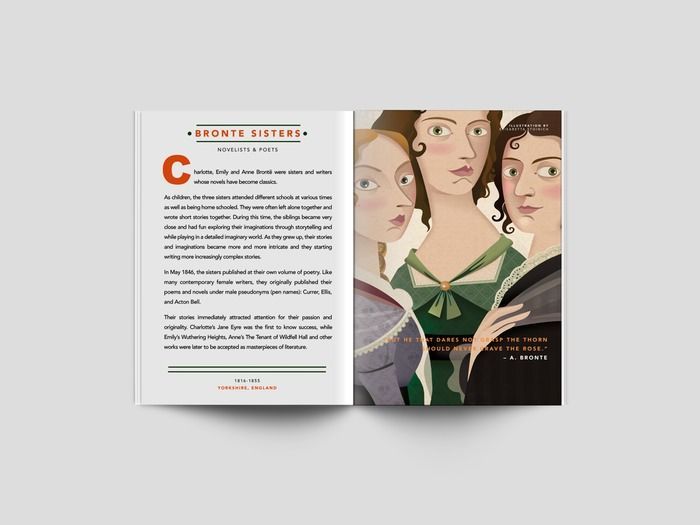 BRONTE SISTERS
NOVELISTS & POETS
Charlotte, Emily and Anne Brontë were sisters and writers
whose novels have become classics.
As children, the three sisters attended different schools at various times
as well as being home schooled. They were often left alone together and
wrote short stories together. During this time, the siblings became very
close and had fun exploring their imaginations through storytelling and
while playing in a detailed imaginary world. As they grew up, their stories
and imaginations became more and more intricate and they starting
writing more increasingly complex stories.
In May 1846, the sisters published at their own volume of poetry. Like
many contemporary female writers, they originally published their
poems and novels under male pseudonyms (pen names): Currer, Ellis,
and Acton Bell.
Their stories immediately attracted attention for their passion and
originality. Charlotte's Jane Eyre was the first to know success, while
Emily's Wuthering Heights, Anne's The Tenant of Wildfell Hall and other
works were later to be accepted as masterpieces of literature.
1816-1855
YORKSHIRE, ENGLAND
ILLUSTRATION BY
ELISABETTA STOINICH
"BUT HE THAT DARES NOT GRASP THE THORN
SHOULD NEVER CRAVE THE ROSE."
– A. BRONTE